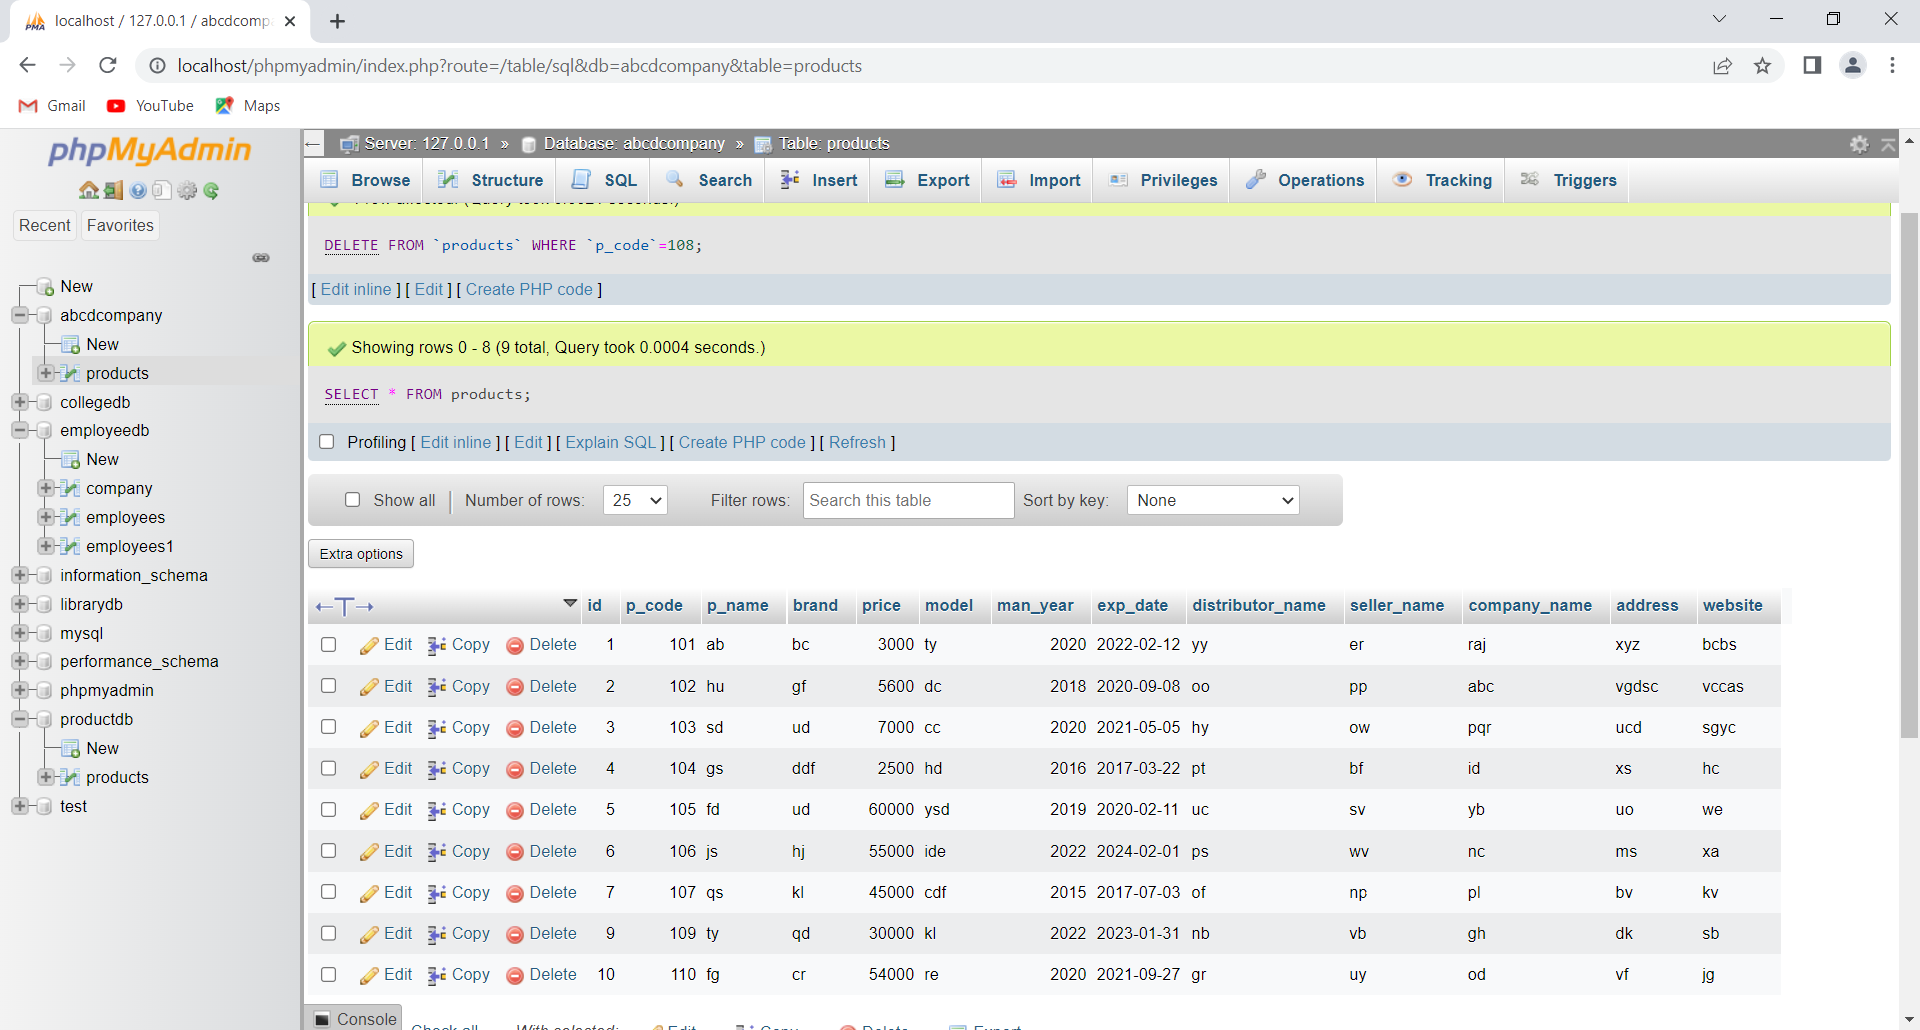 localhost / 127.0.0.1 / abcdcomp
localhost/phpmyadmin/index.php?route=/table/sql&db=abcdcompany&table=products
Gmail YouTube Maps
phpMyAdmin
Recent Favorites
New
abcdcompany
New
products
collegedb
employeedb
New
company
employees
employees1
information_schema
librarydb
mysql
performance_schema
phpmyadmin
productdb
New
products
test
Server: 127.0.0.1 » Database: abcdcompany » Table: products
Browse Structure SQL Search Insert Export Import Privileges Operations Tracking Triggers
DELETE FROM `products` WHERE `p_code`=108;
[ Edit inline ] [ Edit ] [ Create PHP code ]
Showing rows 0 - 8 (9 total, Query took 0.0004 seconds.)
SELECT * FROM products;
Profiling [ Edit inline ] [ Edit ] [ Explain SQL ] [ Create PHP code ] [ Refresh ]
Show all | Number of rows: 25 Filter rows: Search this table Sort by key: None
Extra options
←T→ id p_code p_name brand price model man_year exp_date distributor_name seller_name company_name address website
Edit Copy Delete 1 101 ab bc 3000 ty 2020 2022-02-12 yy er raj xyz bcbs
Edit Copy Delete 2 102 hu gf 5600 dc 2018 2020-09-08 oo pp abc vgdsc vccas
Edit Copy Delete 3 103 sd ud 7000 cc 2020 2021-05-05 hy ow pqr ucd sgyc
Edit Copy Delete 4 104 gs ddf 2500 hd 2016 2017-03-22 pt bf id xs hc
Edit Copy Delete 5 105 fd ud 60000 ysd 2019 2020-02-11 uc sv yb uo we
Edit Copy Delete 6 106 js hj 55000 ide 2022 2024-02-01 ps wv nc ms xa
Edit Copy Delete 7 107 qs kl 45000 cdf 2015 2017-07-03 of np pl bv kv
Edit Copy Delete 9 109 ty qd 30000 kl 2022 2023-01-31 nb vb gh dk sb
Edit Copy Delete 10 110 fg cr 54000 re 2020 2021-09-27 gr uy od vf jg
Console
Check all With selected: Edit Copy Delete Export